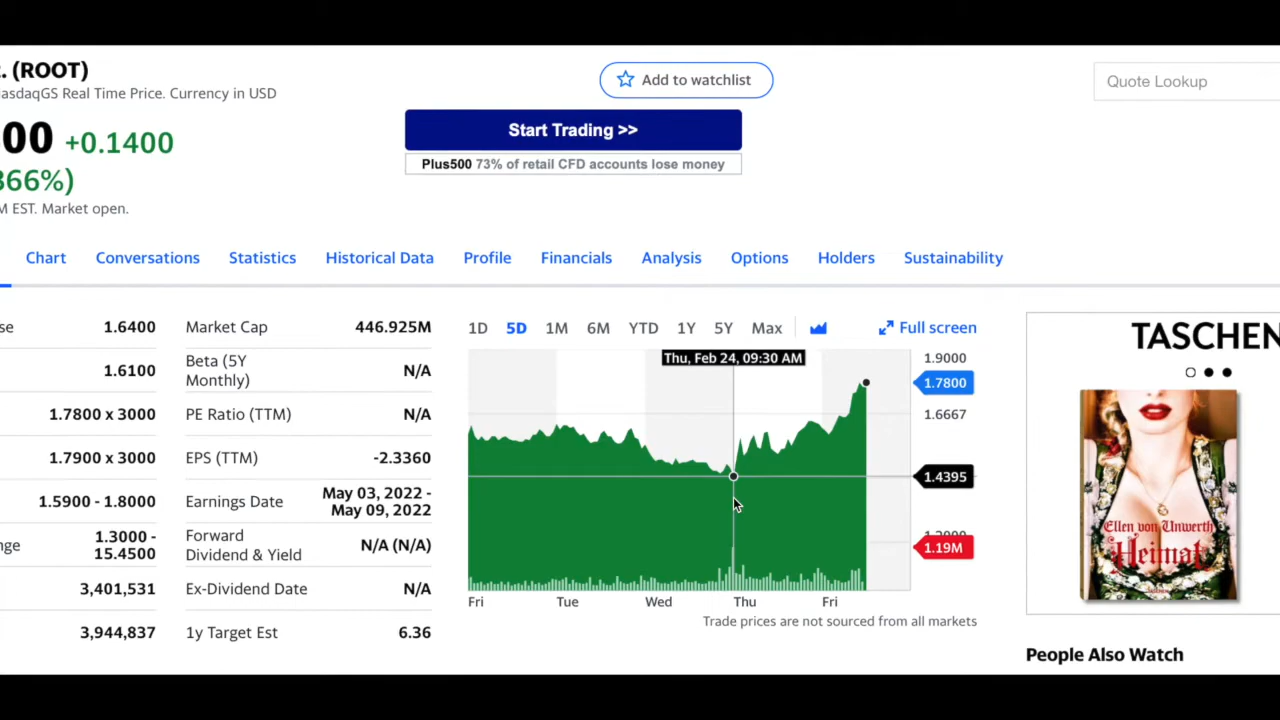 . (ROOT)
asdaqGS Real Time Price. Currency in USD
Add to watchlist
Quote Lookup
Start Trading >>
Plus500 73% of retail CFD accounts lose money
00 +0.1400
366%)
M EST. Market open.
Chart Conversations Statistics Historical Data Profile Financials Analysis Options Holders Sustainability
se 1.6400
1.6100
1.7800 x 3000
1.7900 x 3000
1.5900 - 1.8000
nge 1.3000 -
15.4500
3,401,531
3,944,837
Market Cap 446.925M
Beta (5Y
Monthly) N/A
PE Ratio (TTM) N/A
EPS (TTM) -2.3360
Earnings Date May 03, 2022 -
May 09, 2022
Forward
Dividend & Yield N/A (N/A)
Ex-Dividend Date N/A
1y Target Est 6.36
1D 5D 1M 6M YTD 1Y 5Y Max Full screen
Thu, Feb 24, 09:30 AM
1.9000
1.7800
1.6667
1.4395
1.19M
Fri Tue Wed Thu Fri
Trade prices are not sourced from all markets
TASCHEN
Ellen von Unwerth
Heimat
People Also Watch